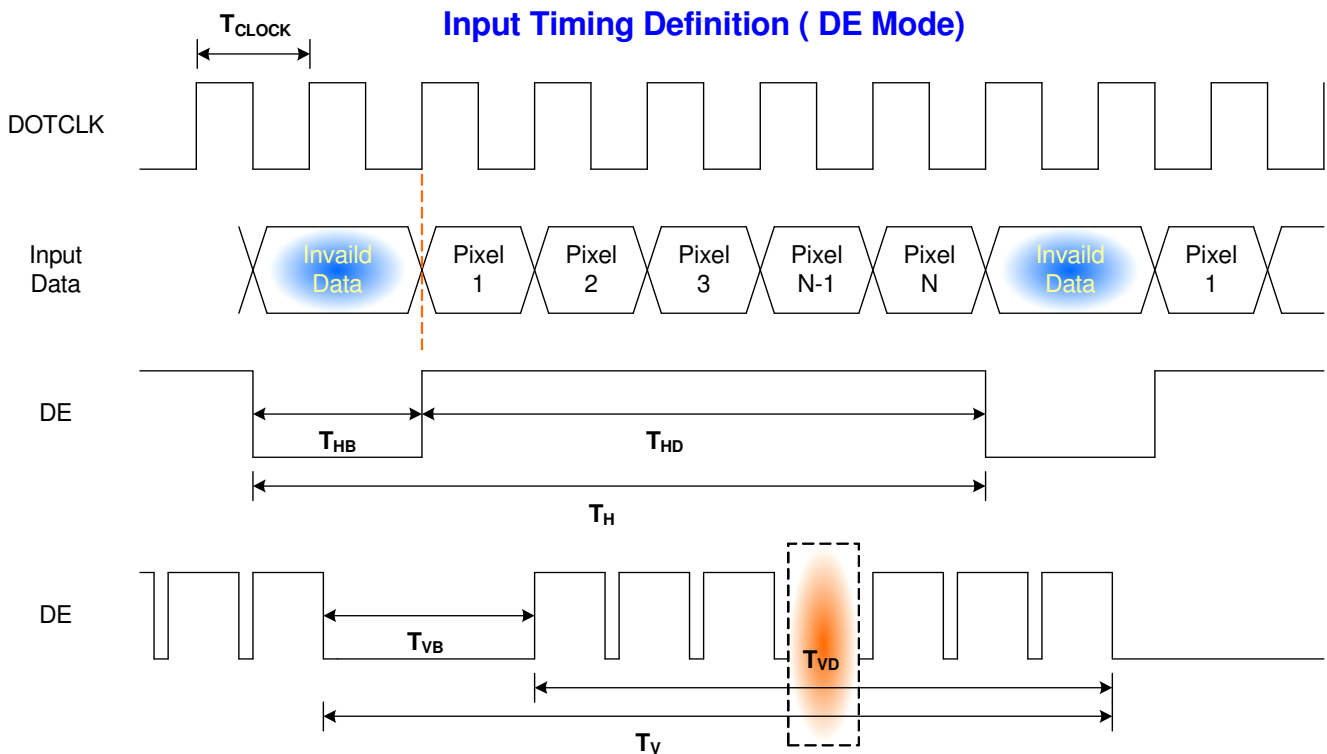 Input Timing Definition ( DE Mode)
TCLOCK
DOTCLK
Input
Data
Invaild
Data
Pixel
1
Pixel
2
Pixel
3
Pixel
N-1
Pixel
N
Invaild
Data
Pixel
1
DE
THB
THD
TH
DE
TVB
TVD
TV